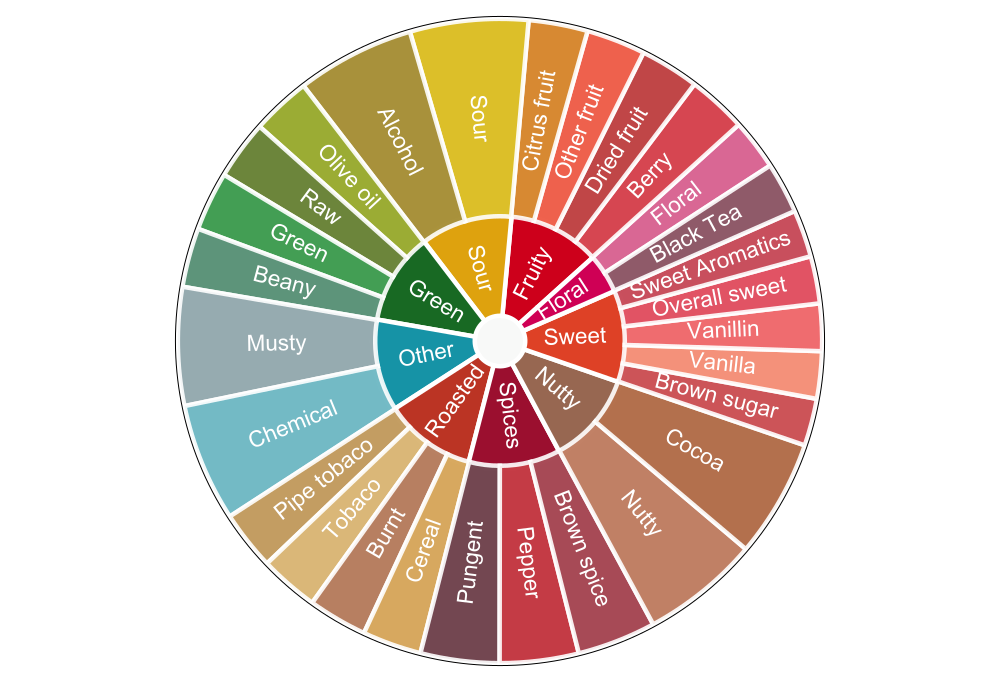 Sour
Citrus fruit
Other fruit
Dried fruit
Berry
Floral
Black Tea
Sweet Aromatics
Overall sweet
Vanillin
Vanilla
Brown sugar
Cocoa
Nutty
Brown spice
Pepper
Pungent
Cereal
Burnt
Tobaco
Pipe tobaco
Chemical
Musty
Beany
Green
Raw
Olive oil
Alcohol
Sour
Fruity
Floral
Sweet
Nutty
Spices
Roasted
Other
Green